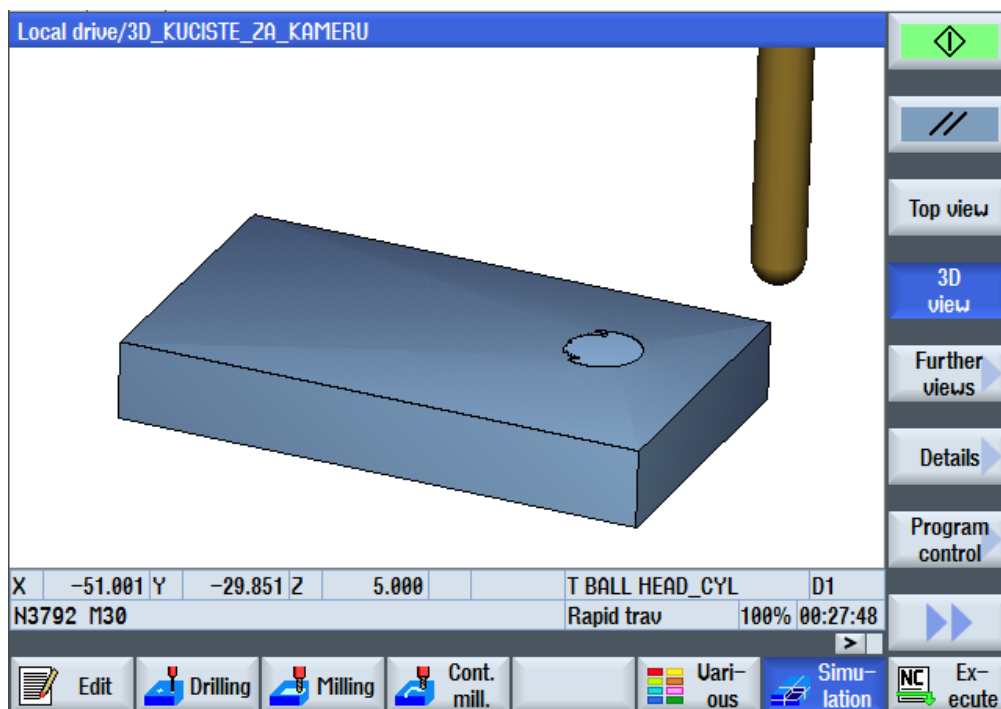 Local drive/3D_KUCISTE_ZA_KAMERU
Top view
3D
view
Further
views
Details
Program
control
X -51.001 Y -29.851 Z 5.000 T BALL HEAD_CYL D1
N3792 M30 Rapid trav 100% 00:27:48
>
Edit
Drilling
Milling
Cont.
mill.
Vari-
ous
Simu-
lation
NC
Ex-
ecute